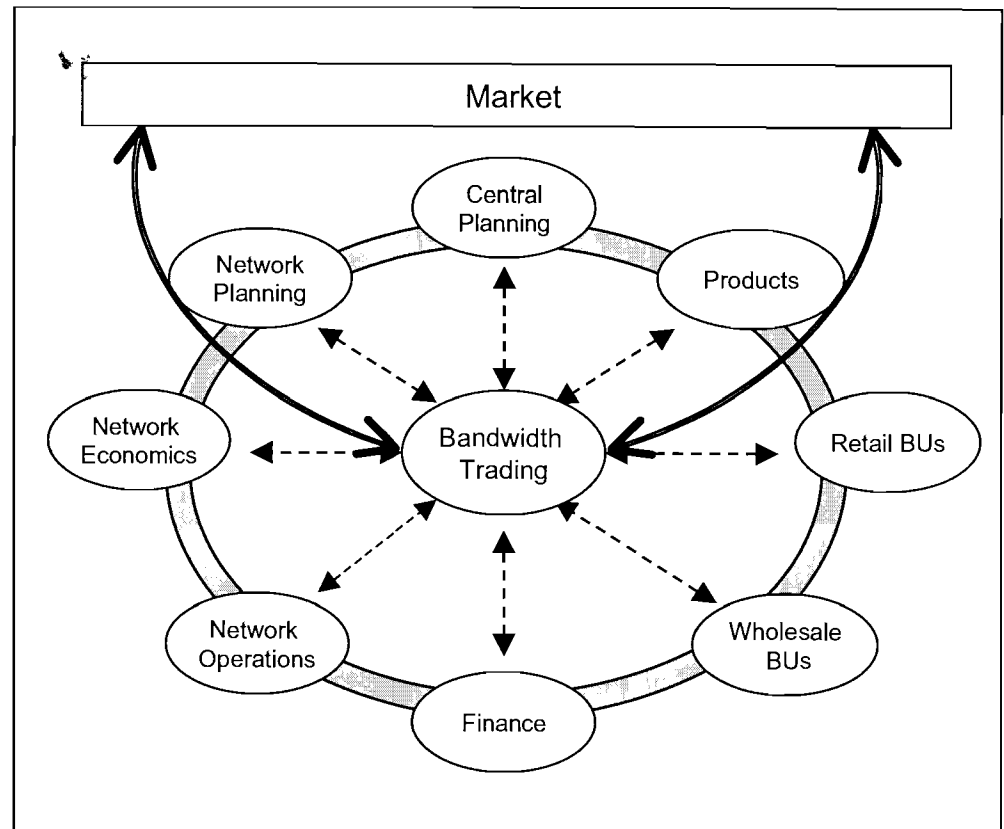 Market
Central
Planning
Network
Planning
Products
Network
Economics
Bandwidth
Trading
Retail BUs
Network
Operations
Wholesale
BUs
Finance